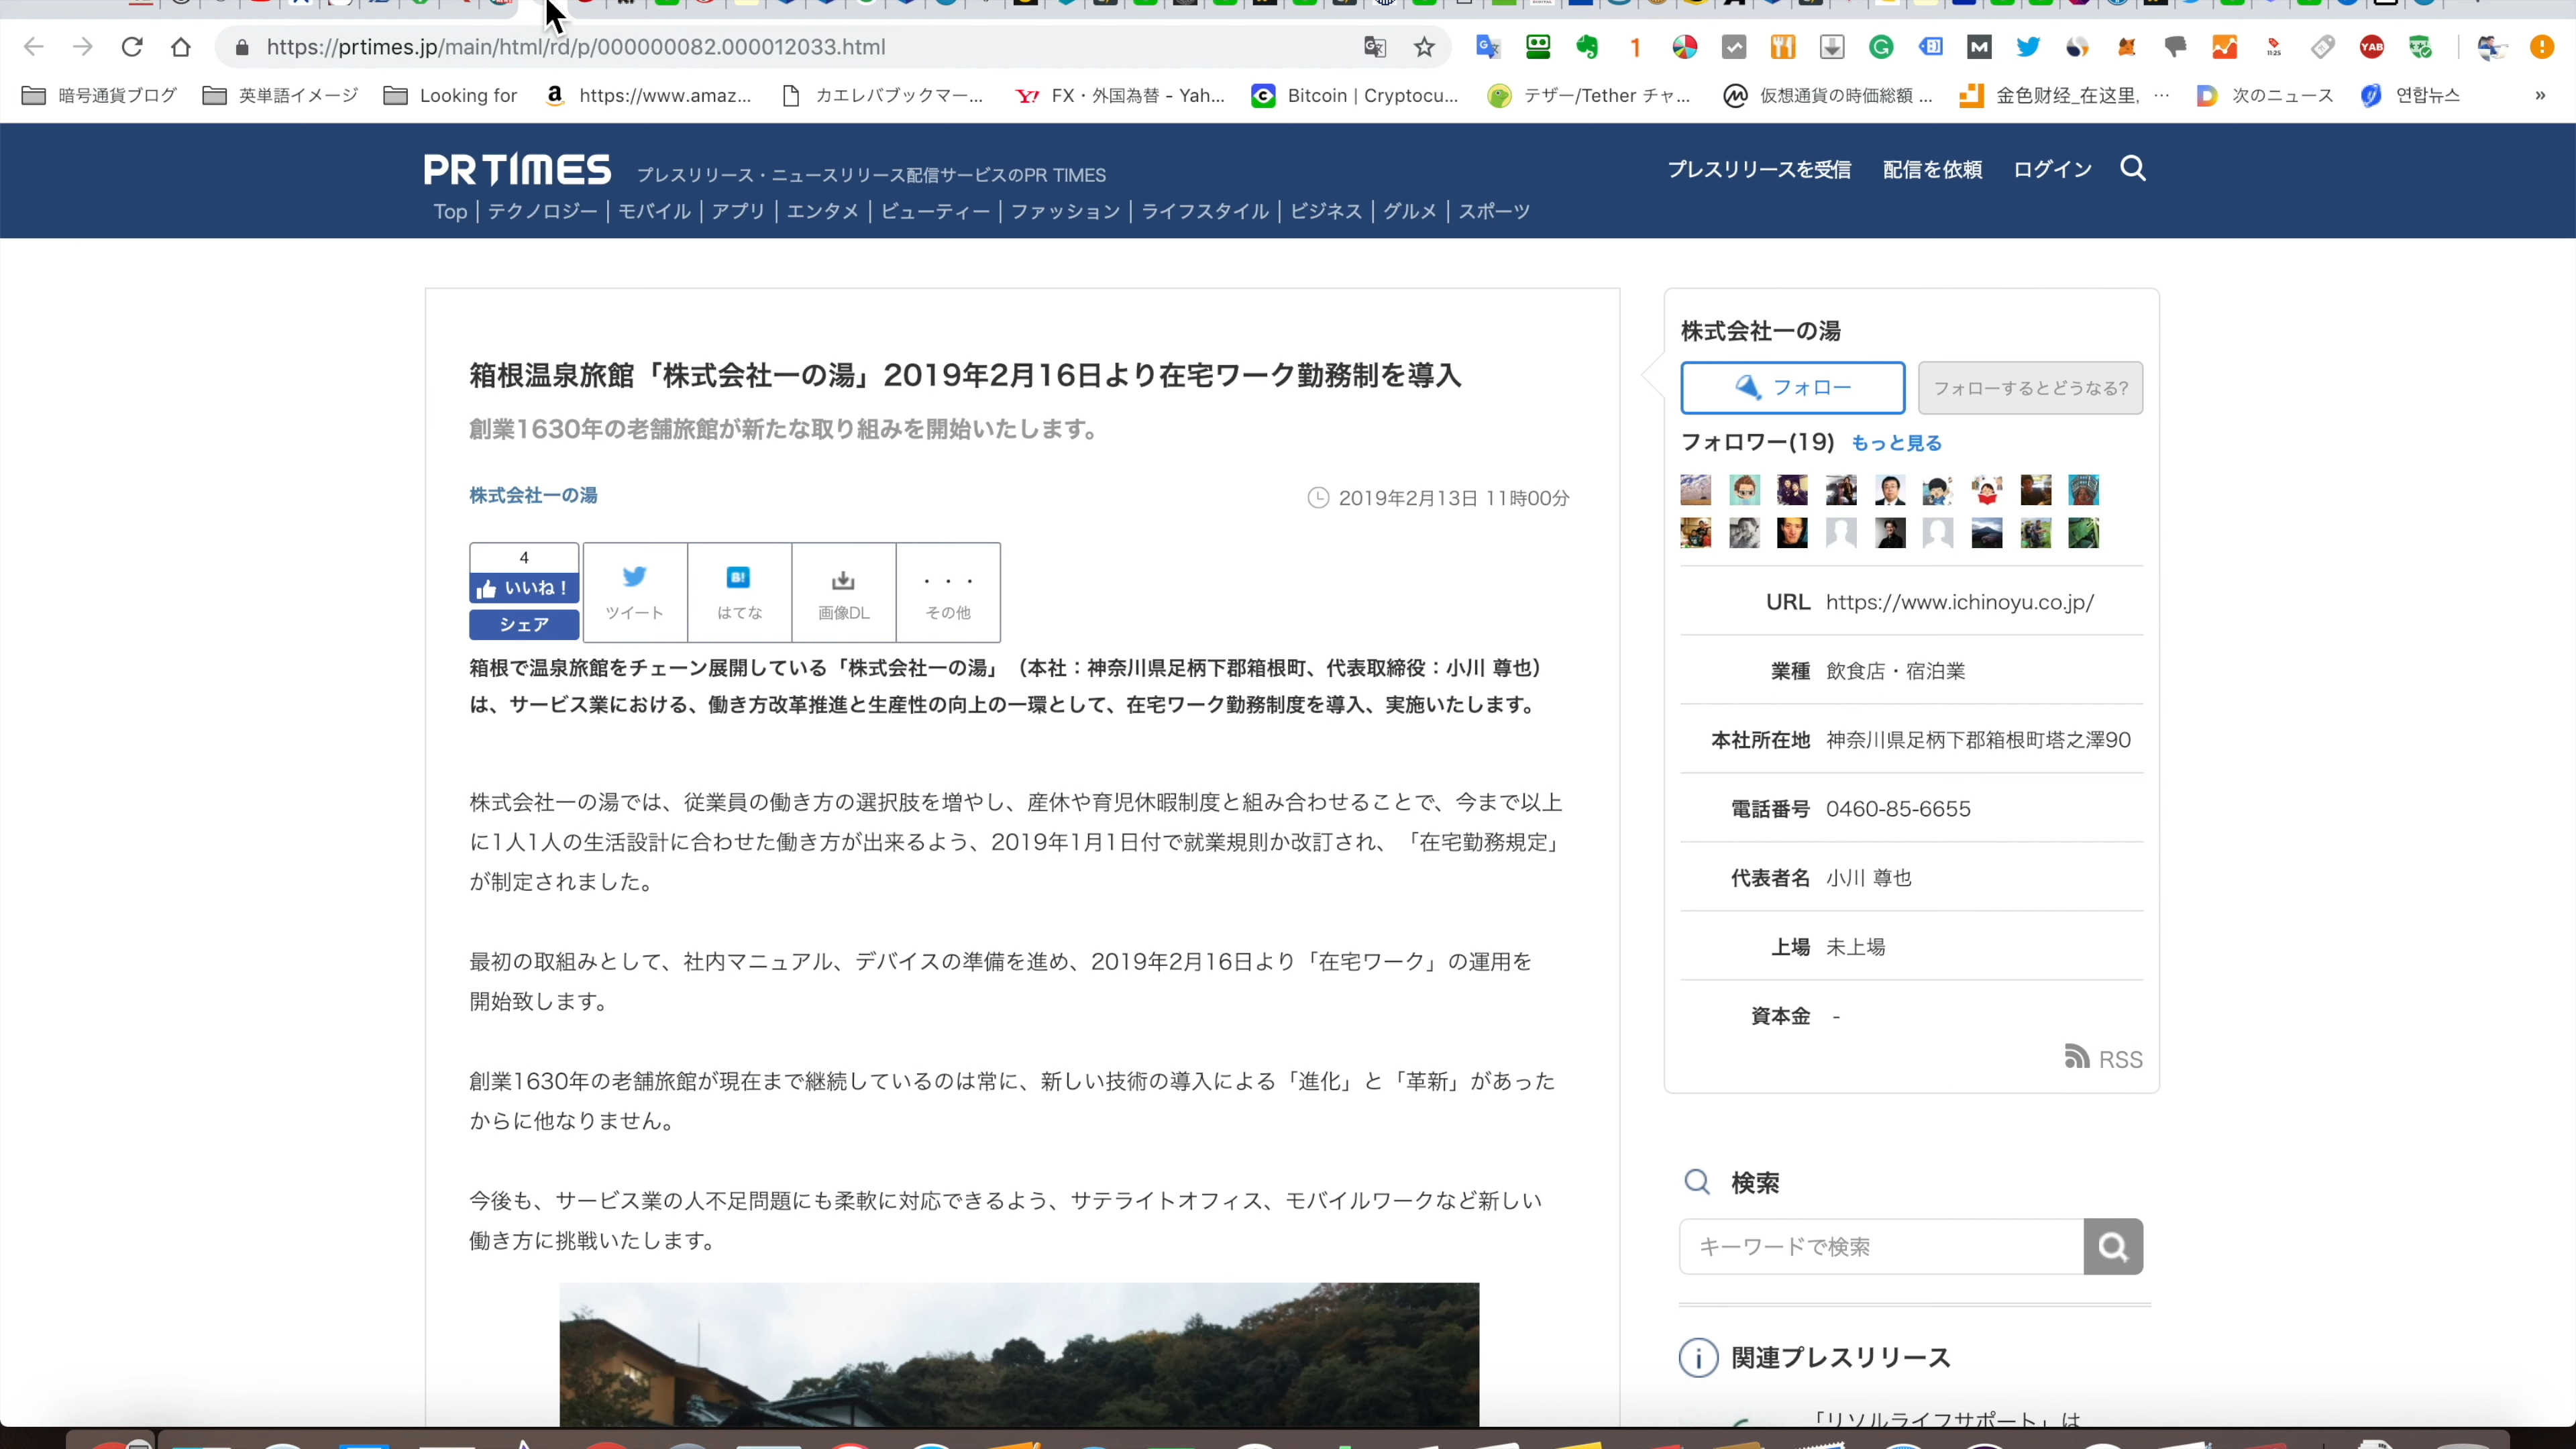 https://prtimes.jp/main/html/rd/p/000000082.000012033.html
暗号通貨ブログ 英単語イメージ Looking for https://www.amaz... カエレバブックマー... FX・外国為替 - Yah... Bitcoin | Cryptocu... テザー/Tether チャ... 仮想通貨の時価総額 ... 金色财经_在这里, ... 次のニュース 연합뉴스 »
PR TIMES プレスリリース・ニュースリリース配信サービスのPR TIMES
プレスリリースを受信 配信を依頼 ログイン
Top | テクノロジー | モバイル | アプリ | エンタメ | ビューティー | ファッション | ライフスタイル | ビジネス | グルメ | スポーツ
箱根温泉旅館「株式会社一の湯」2019年2月16日より在宅ワーク勤務制を導入
創業1630年の老舗旅館が新たな取り組みを開始いたします。
株式会社一の湯
2019年2月13日 11時00分
4
いいね！
シェア
ツイート
はてな
画像DL
その他
箱根で温泉旅館をチェーン展開している「株式会社一の湯」（本社：神奈川県足柄下郡箱根町、代表取締役：小川 尊也）
は、サービス業における、働き方改革推進と生産性の向上の一環として、在宅ワーク勤務制度を導入、実施いたします。
株式会社一の湯では、従業員の働き方の選択肢を増やし、産休や育児休暇制度と組み合わせることで、今まで以上
に1人1人の生活設計に合わせた働き方が出来るよう、2019年1月1日付で就業規則か改訂され、「在宅勤務規定」
が制定されました。
最初の取組みとして、社内マニュアル、デバイスの準備を進め、2019年2月16日より「在宅ワーク」の運用を
開始致します。
創業1630年の老舗旅館が現在まで継続しているのは常に、新しい技術の導入による「進化」と「革新」があった
からに他なりません。
今後も、サービス業の人不足問題にも柔軟に対応できるよう、サテライトオフィス、モバイルワークなど新しい
働き方に挑戦いたします。
株式会社一の湯
フォロー
フォローするとどうなる?
フォロワー(19) もっと見る
URL https://www.ichinoyu.co.jp/
業種 飲食店・宿泊業
本社所在地 神奈川県足柄下郡箱根町塔之澤90
電話番号 0460-85-6655
代表者名 小川 尊也
上場 未上場
資本金 -
RSS
検索
キーワードで検索
関連プレスリリース
「リソルライフサポート」は